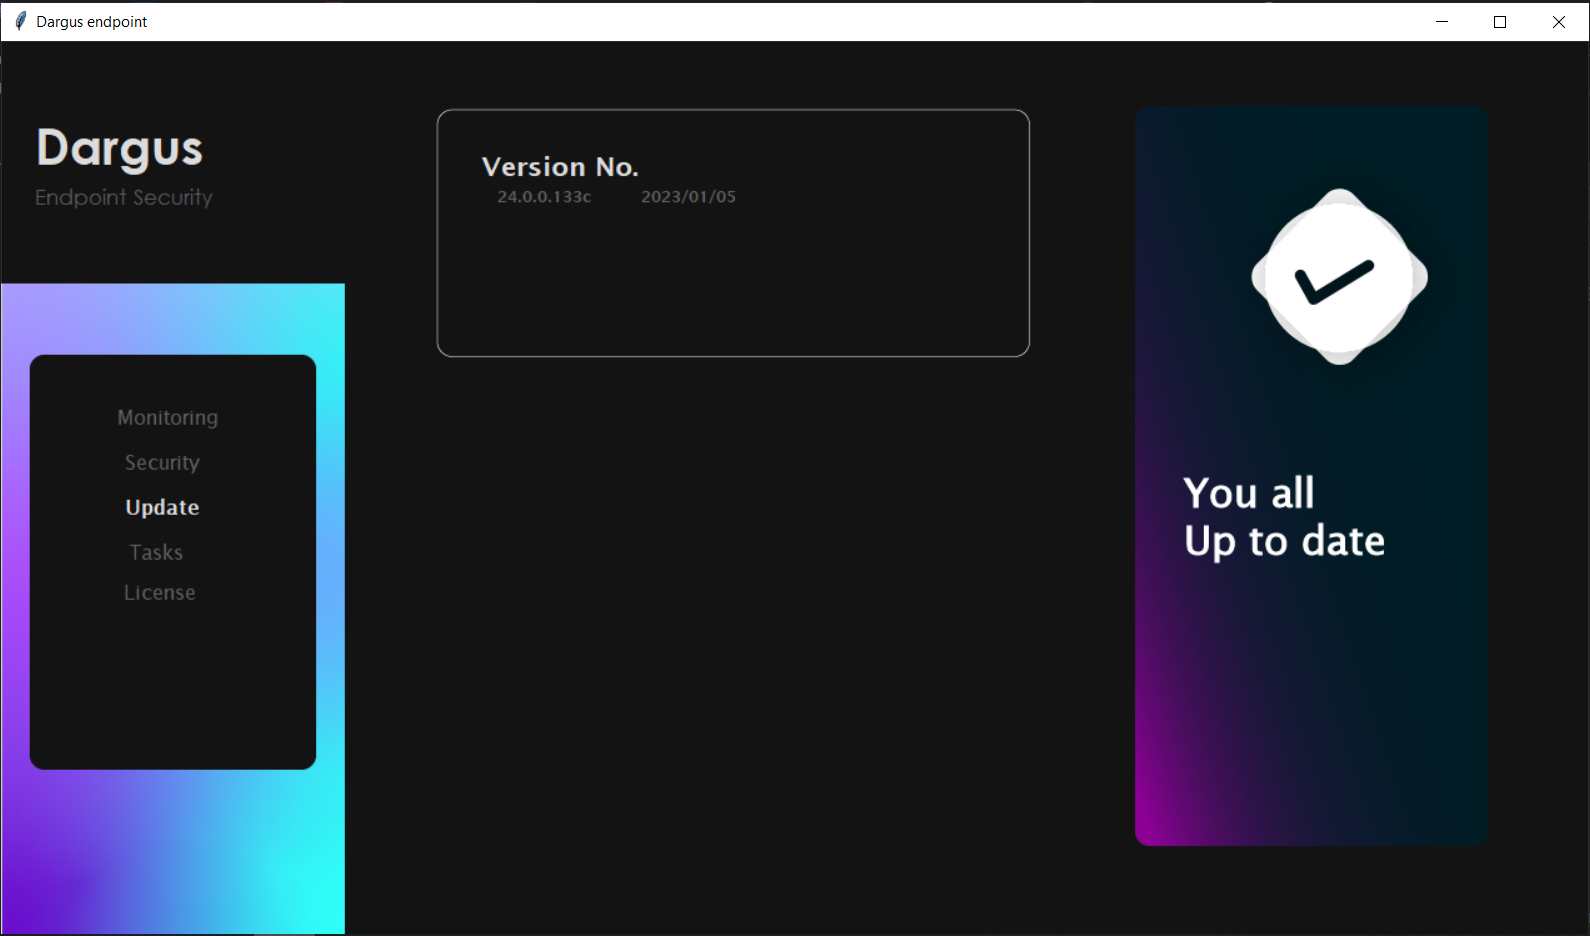 Dargus endpoint
Dargus
Endpoint Security
Monitoring
Security
Update
Tasks
License
Version No.
24.0.0.133c 2023/01/05
You all
Up to date